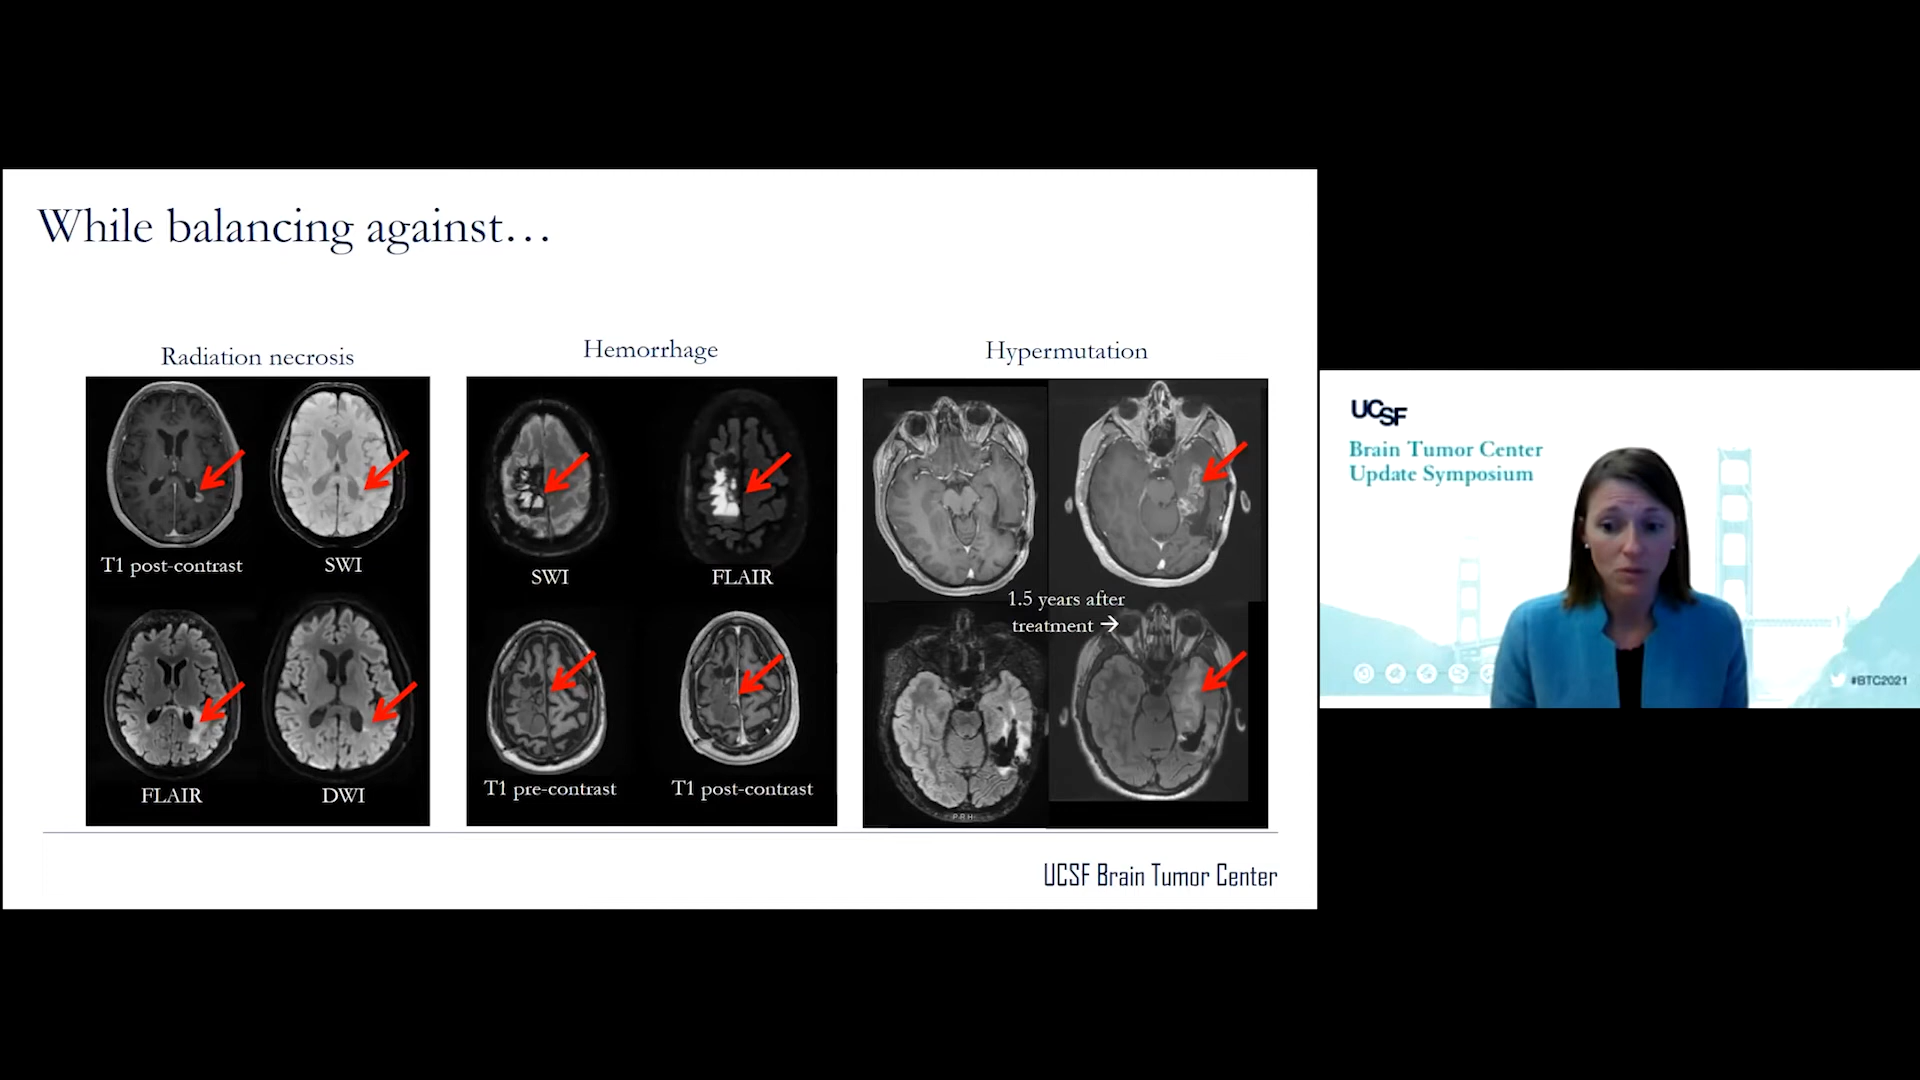 While balancing against…
Radiation necrosis
Hemorrhage
Hypermutation
T1 post-contrast
SWI
FLAIR
DWI
SWI
FLAIR
T1 pre-contrast
T1 post-contrast
1.5 years after
treatment →
PRH
UCSF Brain Tumor Center
UCSF
Brain Tumor Center
Update Symposium
#BTC2021